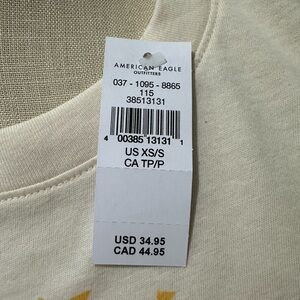 AMERICAN EAGLE
OUTFITTERS
037 - 1095 - 8865
115
38513131
4 00385 13131 1
US XS/S
CA TP/P
USD 34.95
CAD 44.95